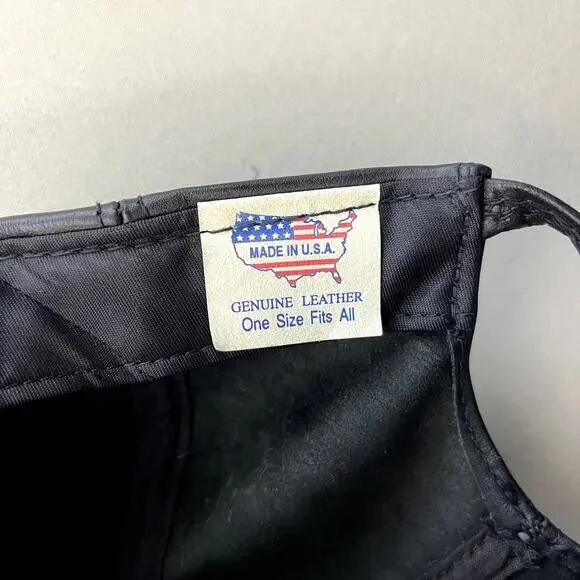 MADE IN U.S.A.
GENUINE LEATHER
One Size Fits All